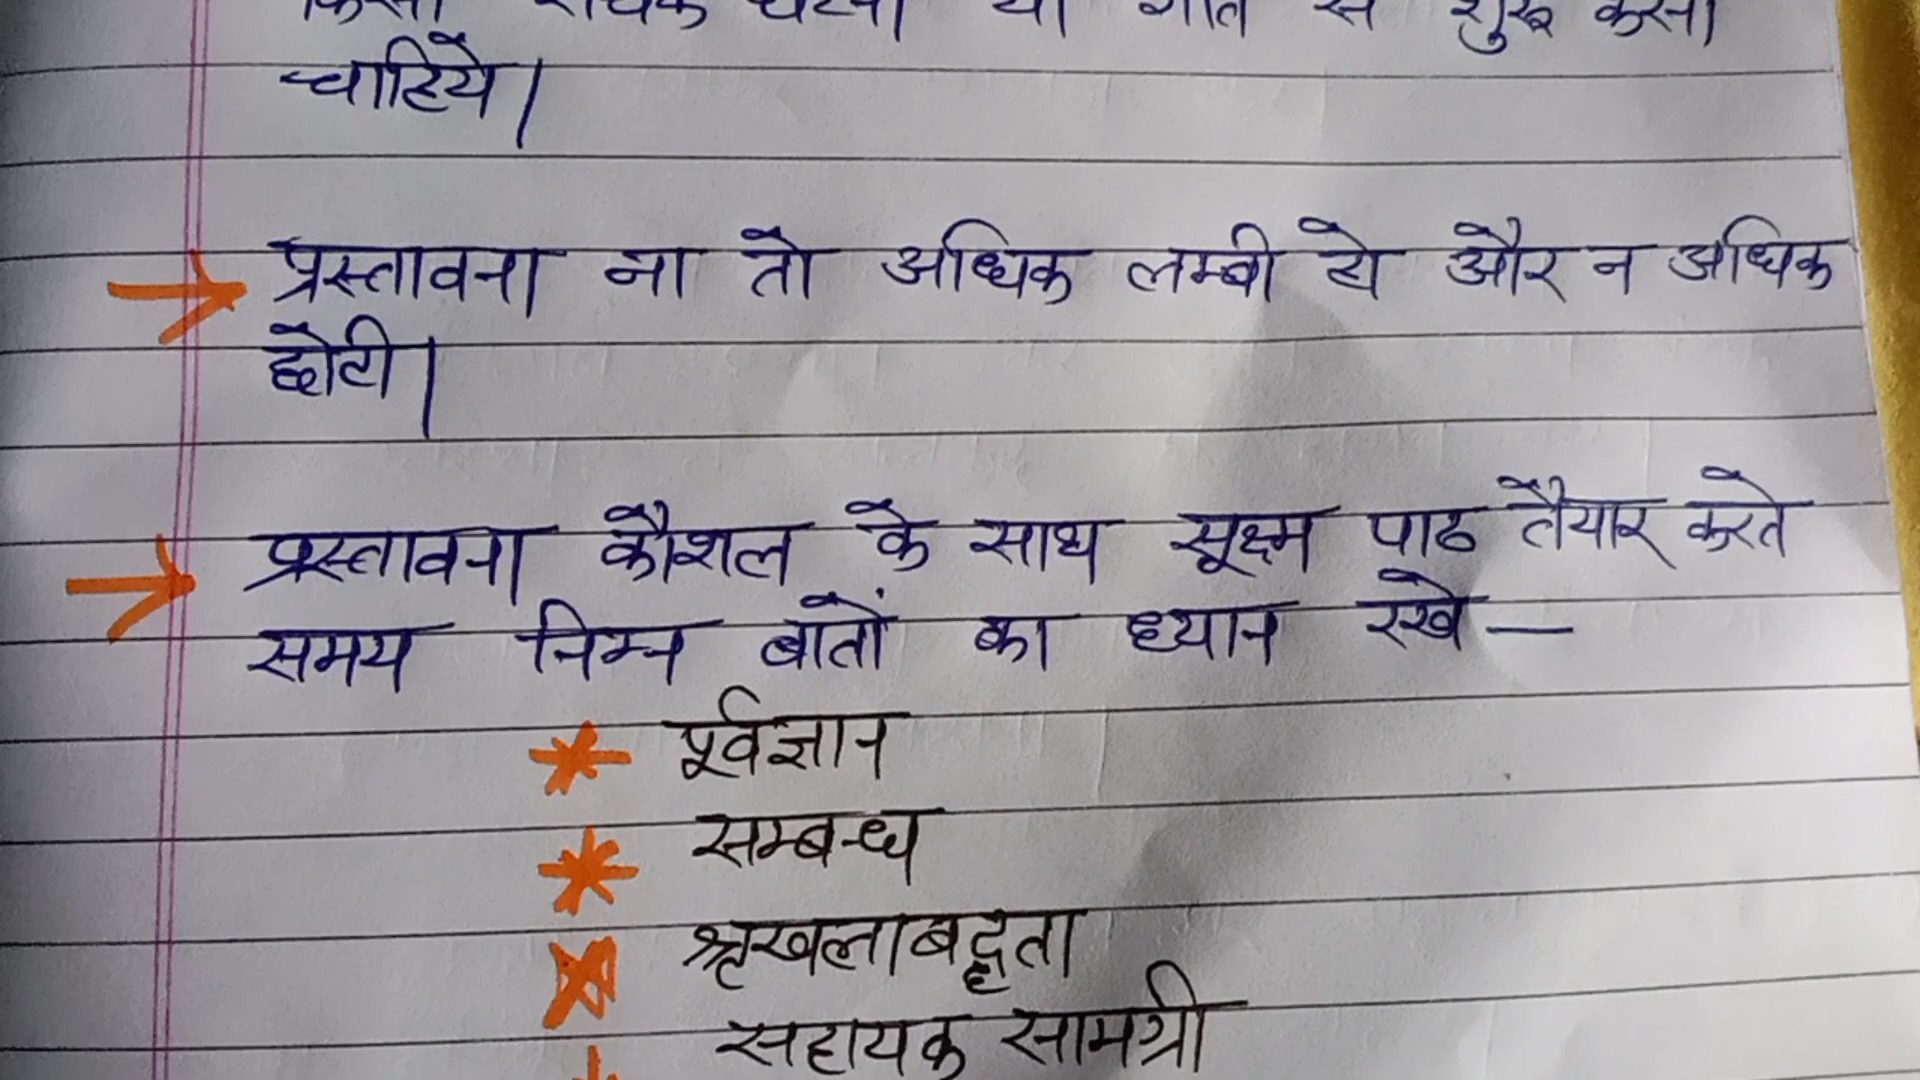 या गीत से शुरू करना
चाहिये।
प्रस्तावना ना तो अधिक लम्बी हो और न अधिक
छोटी।
प्रस्तावना कौशल के साथ सूक्ष्म पाठ तैयार करते
समय निम्न बातों का ध्यान रखे —
* पूर्वज्ञान
* सम्बन्ध
* श्रृखलाबद्धता
सहायक सामग्री